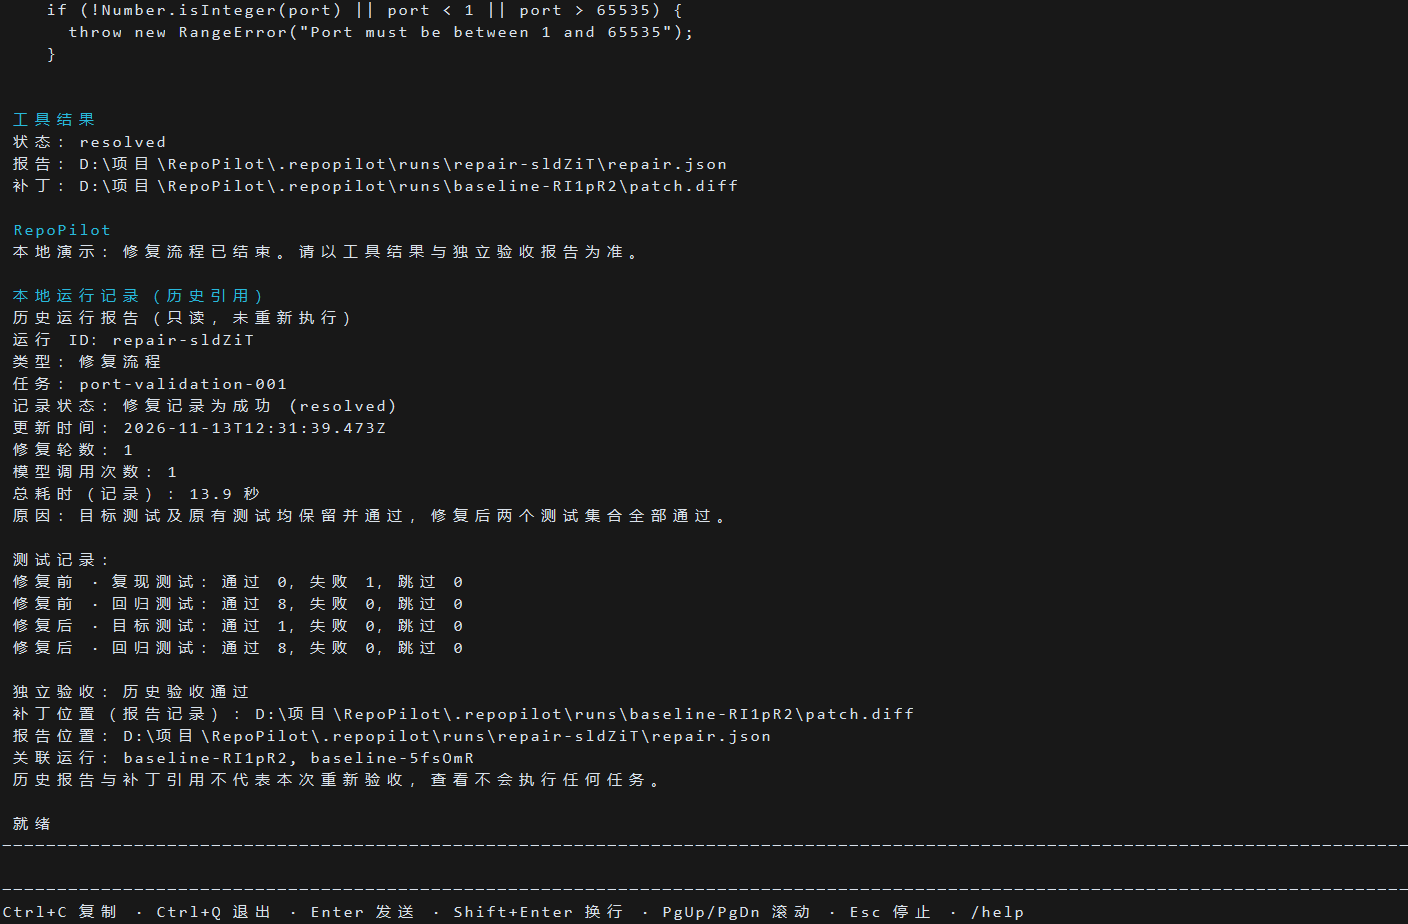 if (!Number.isInteger(port) || port < 1 || port > 65535) {
throw new RangeError("Port must be between 1 and 65535");
}
工具结果
状态: resolved
报告: D:\项目\RepoPilot\.repopilot\runs\repair-sldZiT\repair.json
补丁: D:\项目\RepoPilot\.repopilot\runs\baseline-RI1pR2\patch.diff
RepoPilot
本地演示: 修复流程已结束。请以工具结果与独立验收报告为准。
本地运行记录 (历史引用)
历史运行报告 (只读, 未重新执行)
运行 ID: repair-sldZiT
类型: 修复流程
任务: port-validation-001
记录状态: 修复记录为成功 (resolved)
更新时间: 2026-11-13T12:31:39.473Z
修复轮数: 1
模型调用次数: 1
总耗时 (记录) : 13.9 秒
原因: 目标测试及原有测试均保留并通过, 修复后两个测试集合全部通过。
测试记录:
修复前 · 复现测试: 通过 0, 失败 1, 跳过 0
修复前 · 回归测试: 通过 8, 失败 0, 跳过 0
修复后 · 目标测试: 通过 1, 失败 0, 跳过 0
修复后 · 回归测试: 通过 8, 失败 0, 跳过 0
独立验收: 历史验收通过
补丁位置 (报告记录) : D:\项目\RepoPilot\.repopilot\runs\baseline-RI1pR2\patch.diff
报告位置: D:\项目\RepoPilot\.repopilot\runs\repair-sldZiT\repair.json
关联运行: baseline-RI1pR2, baseline-5fsOmR
历史报告与补丁引用不代表本次重新验收, 查看不会执行任何任务。
就绪
Ctrl+C 复制 · Ctrl+Q 退出 · Enter 发送 · Shift+Enter 换行 · PgUp/PgDn 滚动 · Esc 停止 · /help